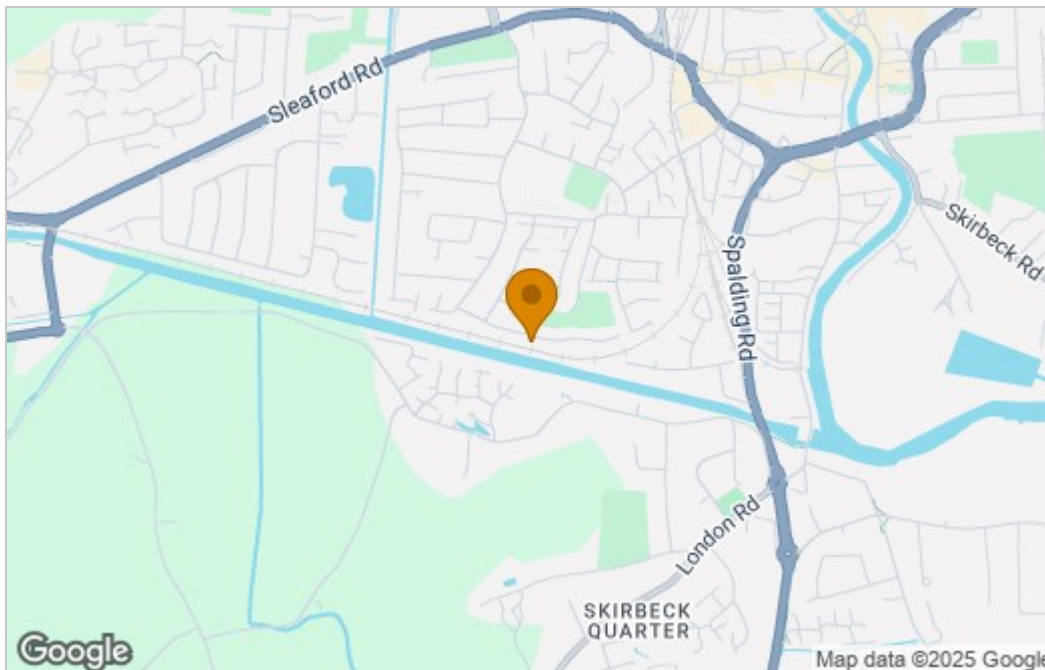 Sleaford Rd
Skirbeck Rd
Spalding Rd
London Rd
SKIRBECK
QUARTER
Google
Map data ©2025 Google